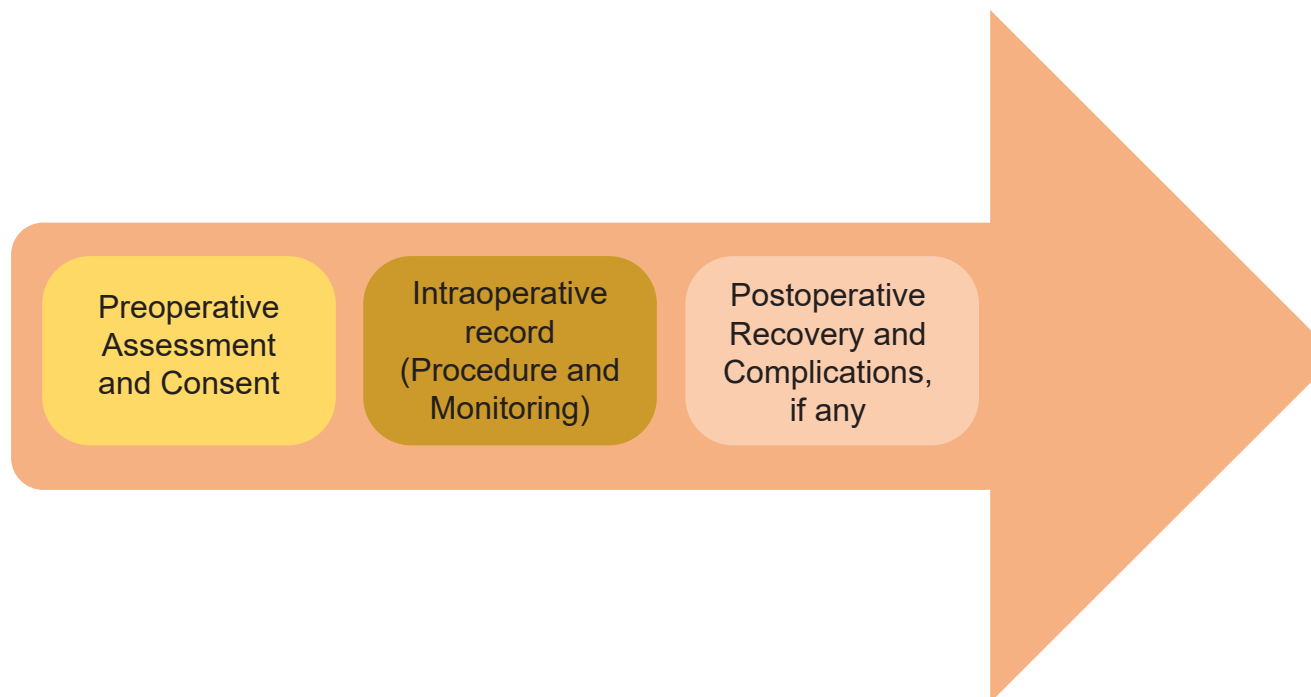 Preoperative
Assessment
and Consent
Intraoperative
record
(Procedure and
Monitoring)
Postoperative
Recovery and
Complications,
if any